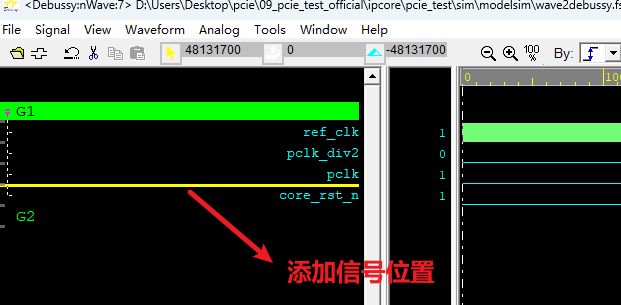 <Debussy:nWave:7> D:\Users\Desktop\pcie\09_pcie_test_official\ipcore\pcie_test\sim\modelsim\wave2debussy.fs
File Signal View Waveform Analog Tools Window
48131700 0 -48131700 100 % By:
G1
ref_clk 1
pclk_div2 0
pclk 1
core_rst_n 1
G2
0 100
添加信号位置